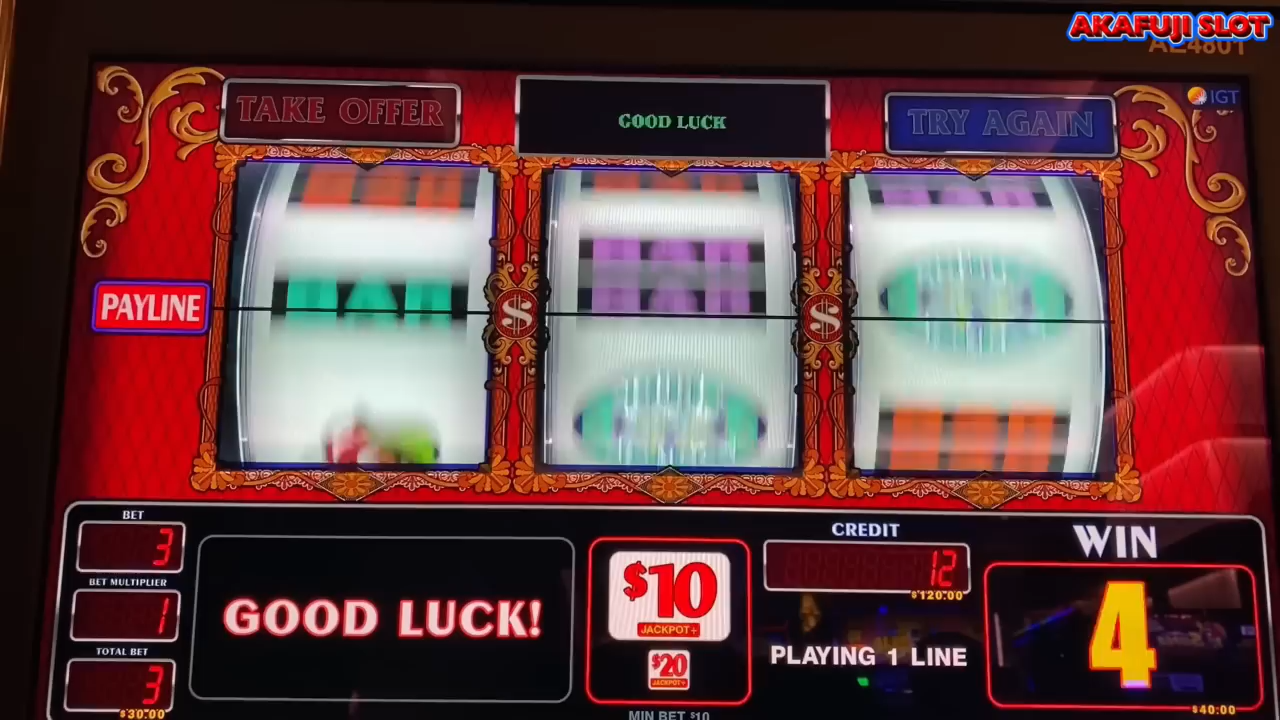 AKAFUJI SLOT
AL4801
IGT
TAKE OFFER
GOOD LUCK
TRY AGAIN
PAYLINE
$
$
BET
3
BET MULTIPLIER
1
TOTAL BET
3
$30.00
GOOD LUCK!
$10
JACKPOT+
$20
JACKPOT+
MIN BET $10
CREDIT
12
$120.00
PLAYING 1 LINE
WIN
4
$40.00